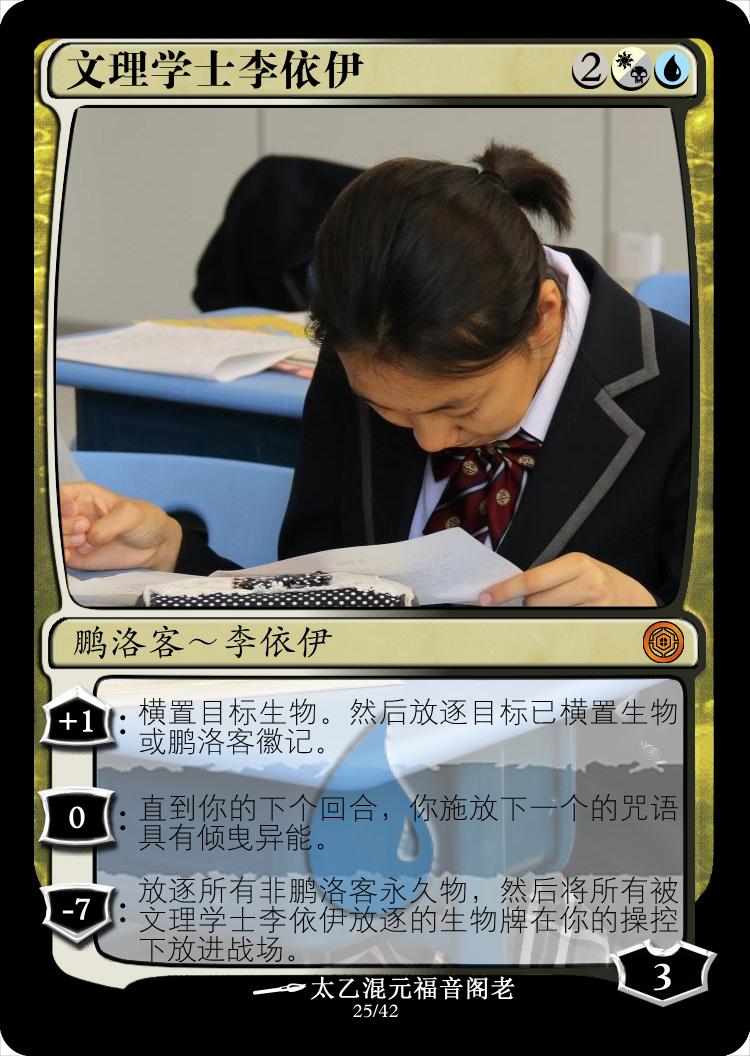 文理学士李依伊 2
鹏洛客～李依伊
+1：横置目标生物。然后放逐目标已横置生物
或鹏洛客徽记。
0：直到你的下个回合，你施放下一个的咒语
具有倾曳异能。
-7：放逐所有非鹏洛客永久物，然后将所有被
文理学士李依伊放逐的生物牌在你的操控
下放进战场。
3
太乙混元福音阁老
25/42